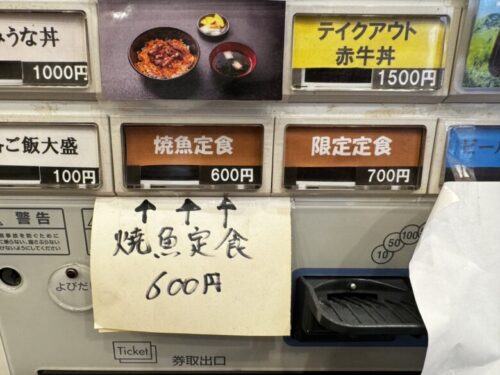 うな丼
1000円
テイクアウト
赤牛丼
1500円
ご飯大盛
100円
焼魚定食
600円
限定定食
700円
ビール
↑ ↑ ↑
焼魚定食
600円
警告
よびだ
10
50
100
Ticket
券取出口